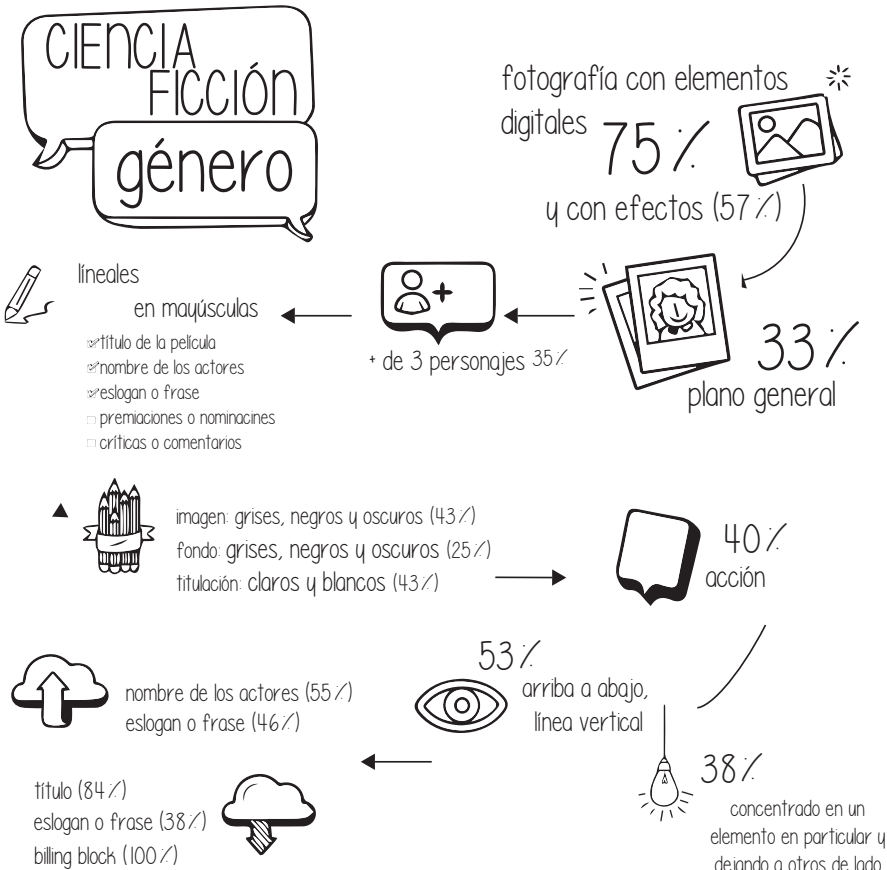 CIENCIA
FICCIÓN
género
fotografía con elementos
digitales 75%
y con efectos (57%)
33%
plano general
+ de 3 personajes 35%
líneales
en mayúsculas
título de la película
nombre de los actores
eslogan o frase
premiaciones o nominacines
críticas o comentarios
imagen: grises, negros y oscuros (43%)
fondo: grises, negros y oscuros (25%)
titulación: claros y blancos (43%)
40%
acción
38%
concentrado en un
elemento en particular y
dejando a otros de lado
53%
arriba a abajo,
línea vertical
nombre de los actores (55%)
eslogan o frase (46%)
título (84%)
eslogan o frase (38%)
billing block (100%)